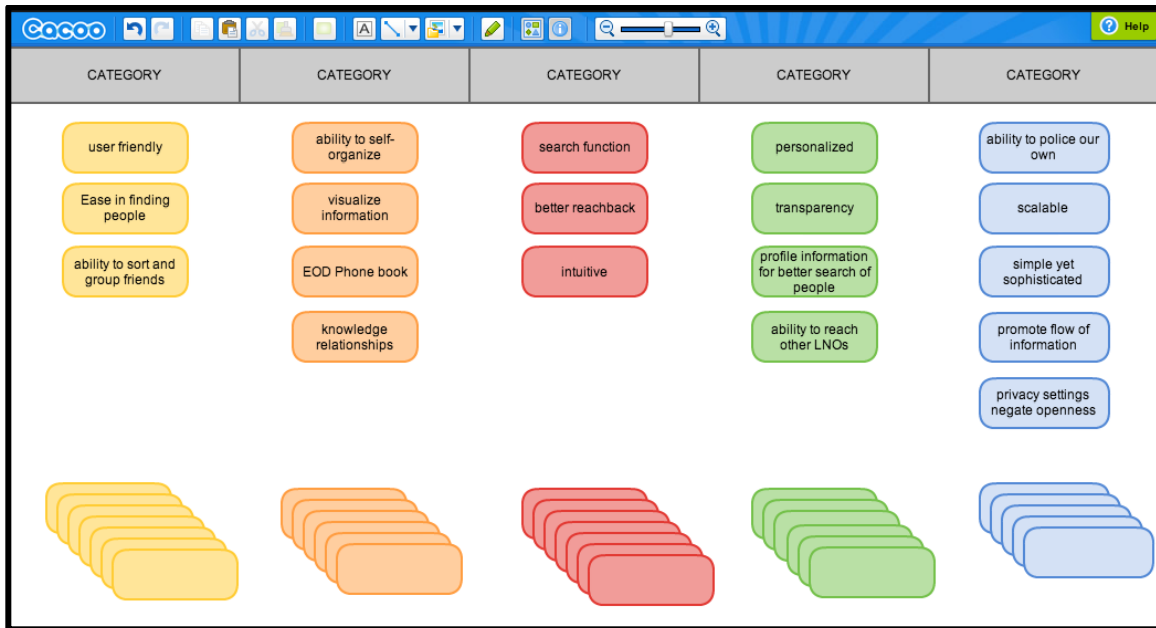 Cacoo
A
i
? Help
CATEGORY
CATEGORY
CATEGORY
CATEGORY
CATEGORY
user friendly
Ease in finding
people
ability to sort and
group friends
ability to self-
organize
visualize
information
EOD Phone book
knowledge
relationships
search function
better reachback
intuitive
personalized
transparency
profile information
for better search of
people
ability to reach
other LNOs
ability to police our
own
scalable
simple yet
sophisticated
promote flow of
information
privacy settings
negate openness